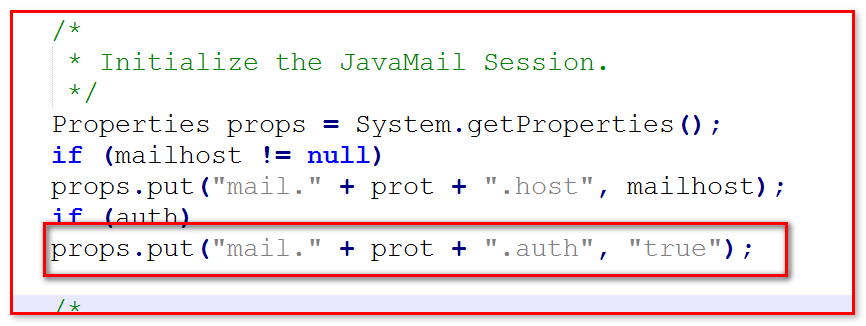 /*
* Initialize the JavaMail Session.
*/
Properties props = System.getProperties();
if (mailhost != null)
props.put("mail." + prot + ".host", mailhost);
if (auth)
props.put("mail." + prot + ".auth", "true");
/*